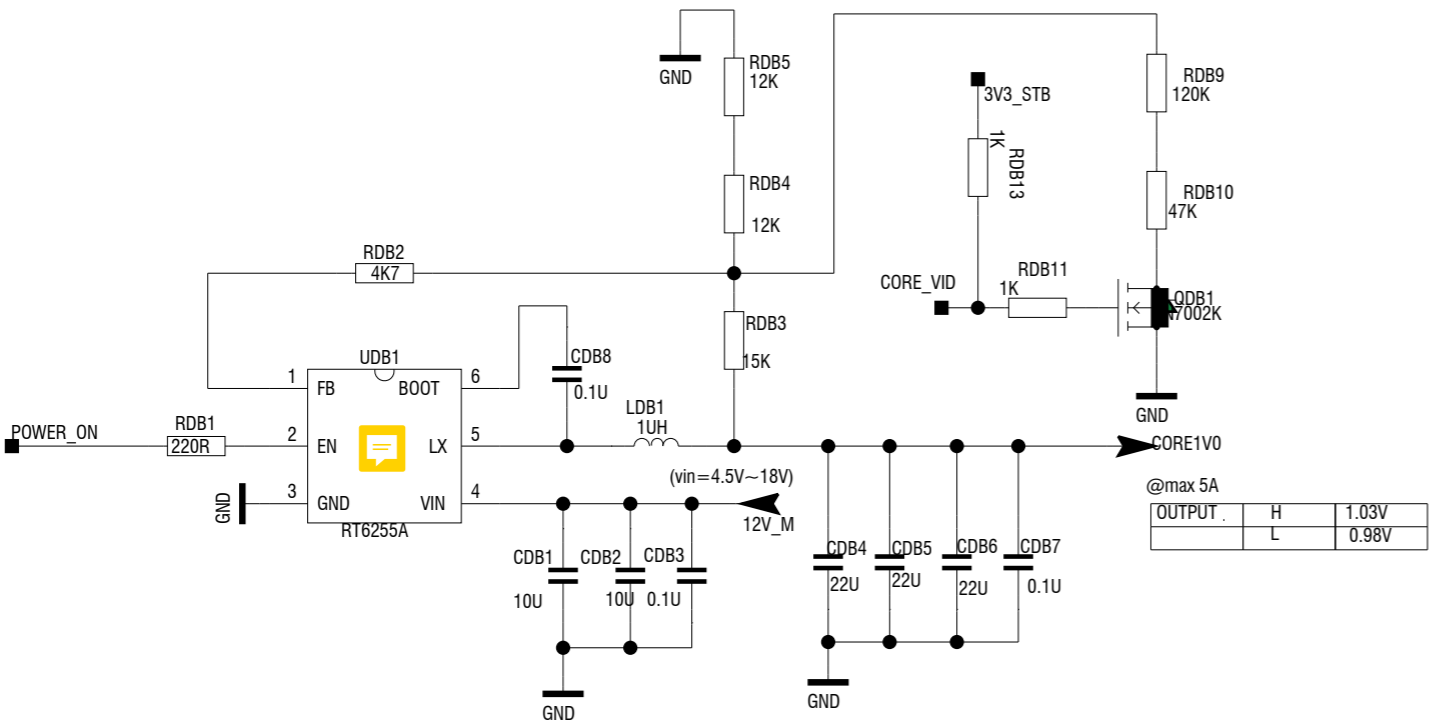 RDB5
12K
GND
RDB9
120K
3V3_STB
1K
RDB13
RDB4
12K
RDB10
47K
RDB2
4K7
CORE_VID
RDB11
1K
QDB1
7002K
RDB3
15K
UDB1
CDB8
0.1U
1
FB
BOOT
6
LDB1
1UH
GND
POWER_ON
RDB1
220R
2
EN
LX
5
CORE1V0
(vin=4.5V~18V)
@max 5A
GND
3
GND
VIN
4
12V_M
OUTPUT . H 1.03V
L 0.98V
RT6255A
CDB1
10U
CDB2
10U
CDB3
0.1U
CDB4
22U
CDB5
22U
CDB6
22U
CDB7
0.1U
GND
GND